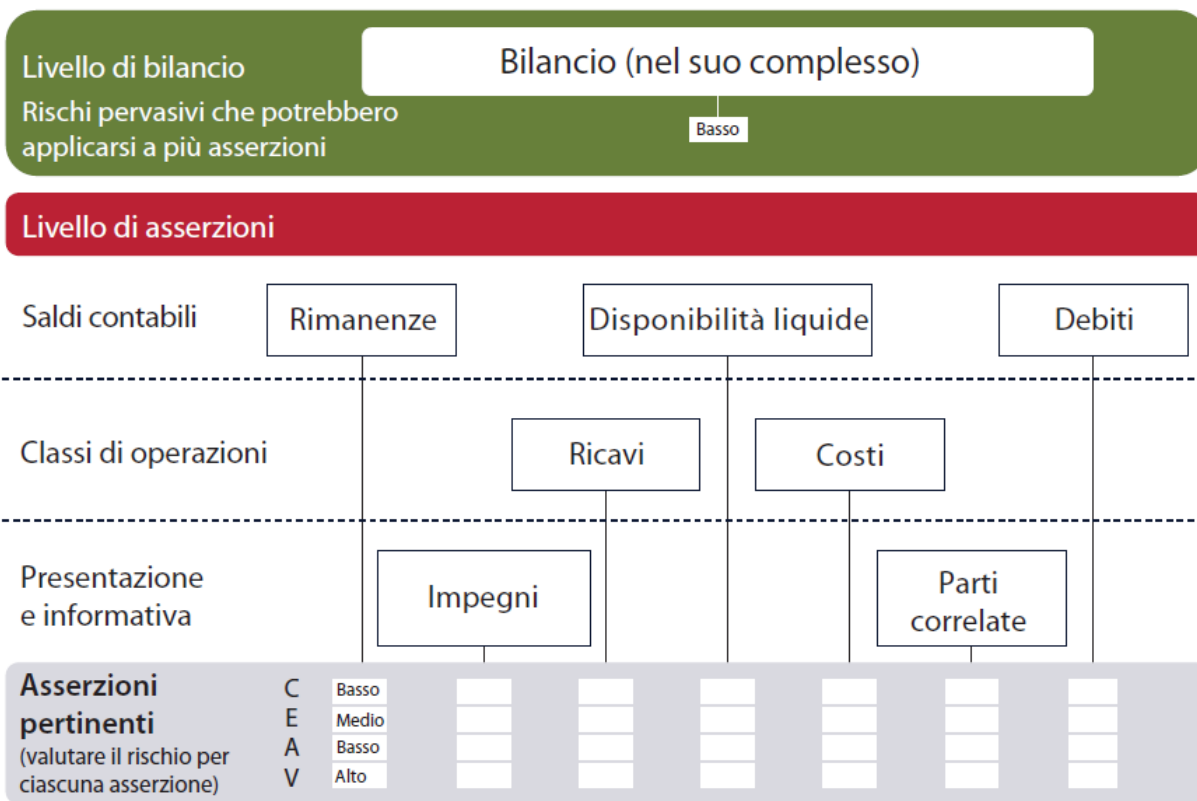 Livello di bilancio
Bilancio (nel suo complesso)
Rischi pervasivi che potrebbero
applicarsi a più asserzioni
Basso
Livello di asserzioni
Saldi contabili
Rimanenze
Disponibilità liquide
Debiti
Classi di operazioni
Ricavi
Costi
Presentazione
e informativa
Impegni
Parti
correlate
Asserzioni
pertinenti
(valutare il rischio per
ciascuna asserzione)
C Basso
E Medio
A Basso
V Alto